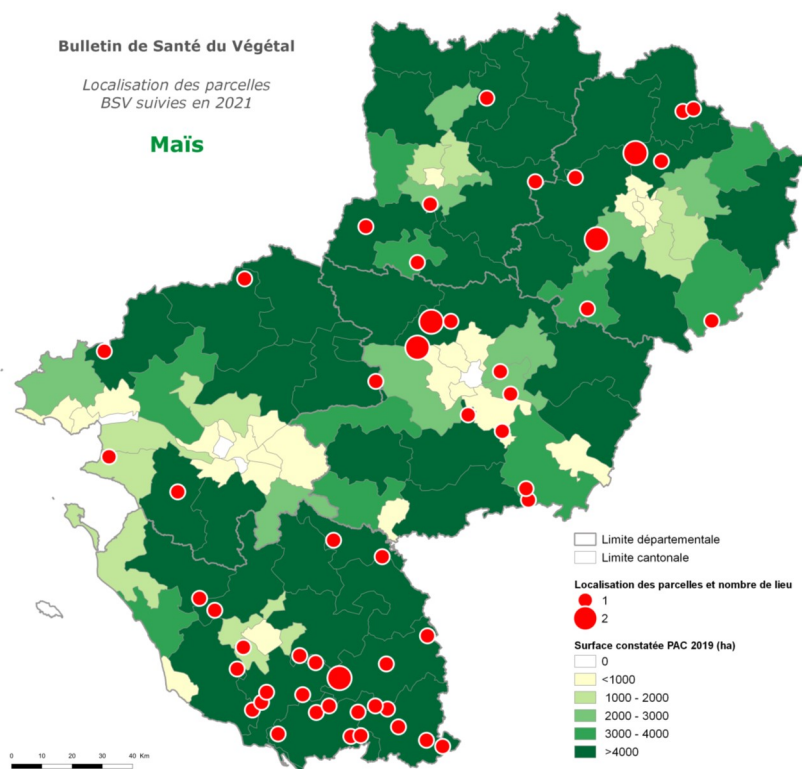 Bulletin de Santé du Végétal
Localisation des parcelles
BSV suivies en 2021
Maïs
Limite départementale
Limite cantonale
Localisation des parcelles et nombre de lieu
1
2
Surface constatée PAC 2019 (ha)
0
<1000
1000 - 2000
2000 - 3000
3000 - 4000
>4000
0 10 20 30 40 Km